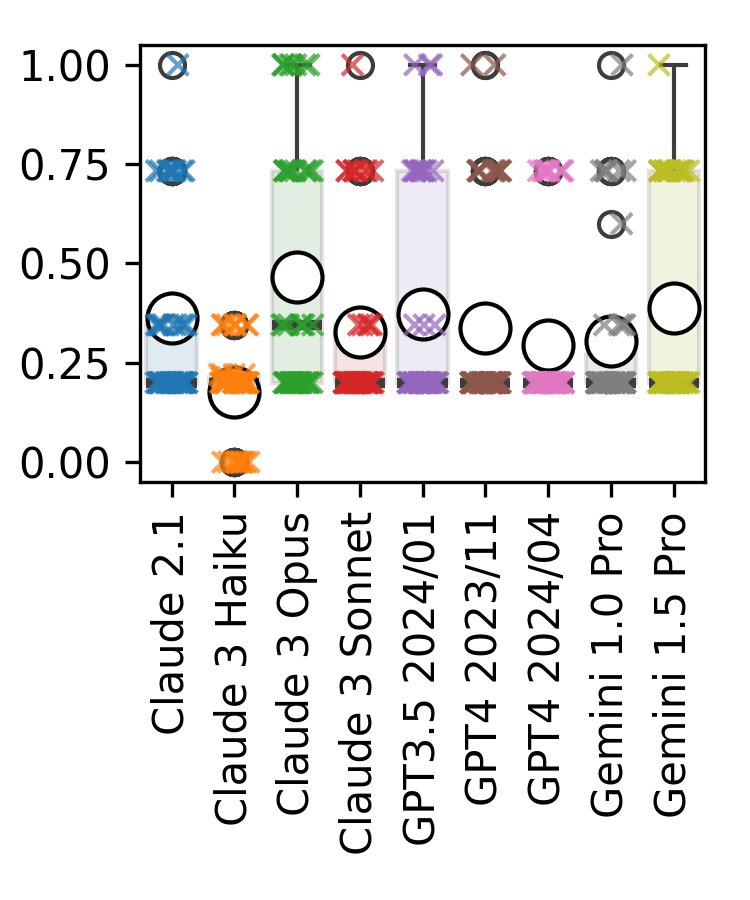 1.00
0.75
0.50
0.25
0.00
Claude 2.1
Claude 3 Haiku
Claude 3 Opus
Claude 3 Sonnet
GPT3.5 2024/01
GPT4 2023/11
GPT4 2024/04
Gemini 1.0 Pro
Gemini 1.5 Pro